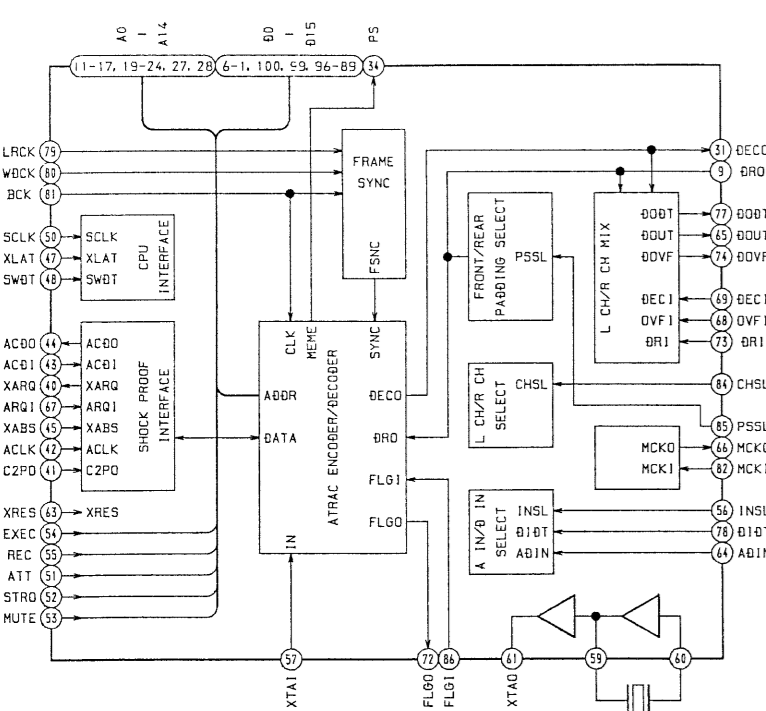 A0 I A14
D0 I D15
PS
11-17, 19-24, 27, 28
6-1, 100, 99, 96-89
34
LRCK 79
WDCK 80
BCK 81
FRAME
SYNC
FSNC
31 DECO
9 DRO
SCLK 50 SCLK
XLAT 47 XLAT
SWDT 48 SWDT
CPU
INTERFACE
FRONT/REAR
PADDING SELECT
PSSL
L CH/R CH MIX
DODT 77 DODT
DOUT 65 DOUT
DOVF 74 DOVF
DECI 69 DECI
OVFI 68 OVFI
DRI 73 DRI
ACDO 44 ACDO
ACDI 43 ACDI
XARQ 40 XARQ
ARQI 67 ARQI
XABS 45 XABS
ACLK 42 ACLK
C2PO 41 C2PO
SHOCK PROOF
INTERFACE
CLK
MEME
SYNC
ADDR
DATA
ATRAC ENCODER/DECODER
DECO
DRO
FLGI
FLGO
IN
L CH/R CH
SELECT
CHSL 84 CHSL
85 PSSL
MCKO 66 MCKO
MCKI 82 MCKI
A IN/D IN
SELECT
INSL 56 INSL
DIDT 78 DIDT
ADIN 64 ADIN
XRES 63 XRES
EXEC 54
REC 55
ATT 51
STRO 52
MUTE 53
57
XTAI
72
FLGO
86
FLGI
61
XTAO
59
60